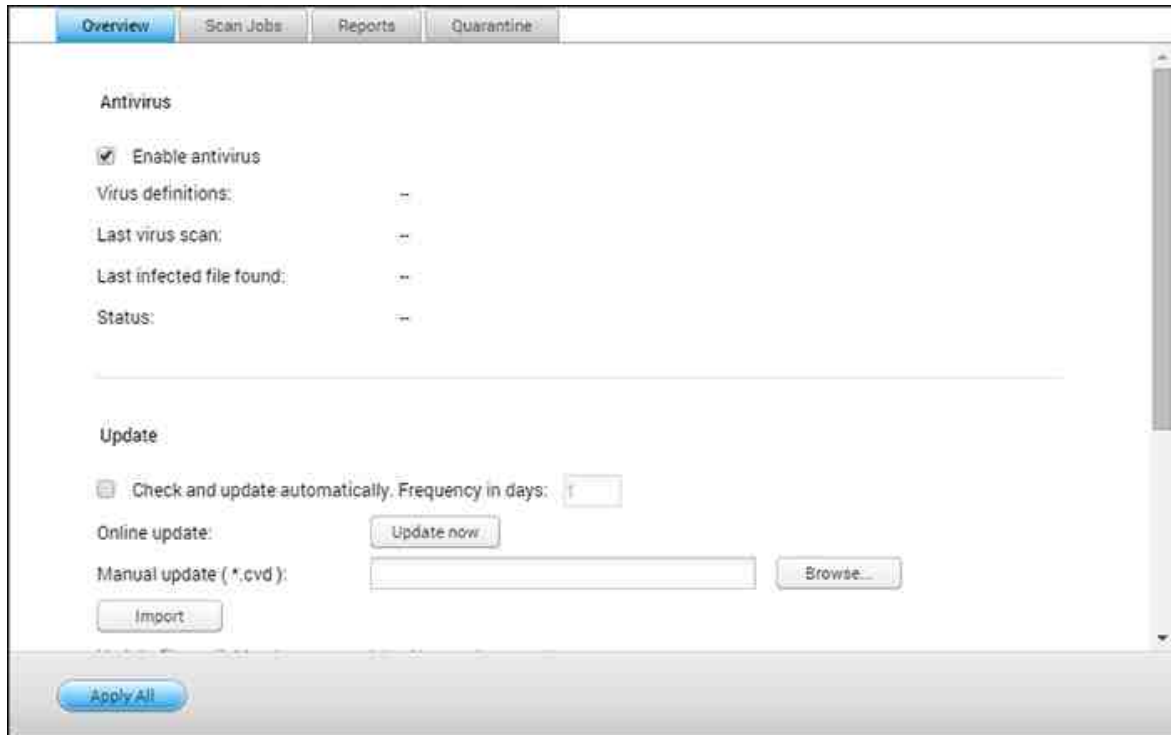 Overview Scan Jobs Reports Quarantine
Antivirus
Enable antivirus
Virus definitions: --
Last virus scan: --
Last infected file found: --
Status: --
Update
Check and update automatically. Frequency in days: 1
Online update: Update now
Manual update ( *.cvd ): Browse...
Import
Apply All